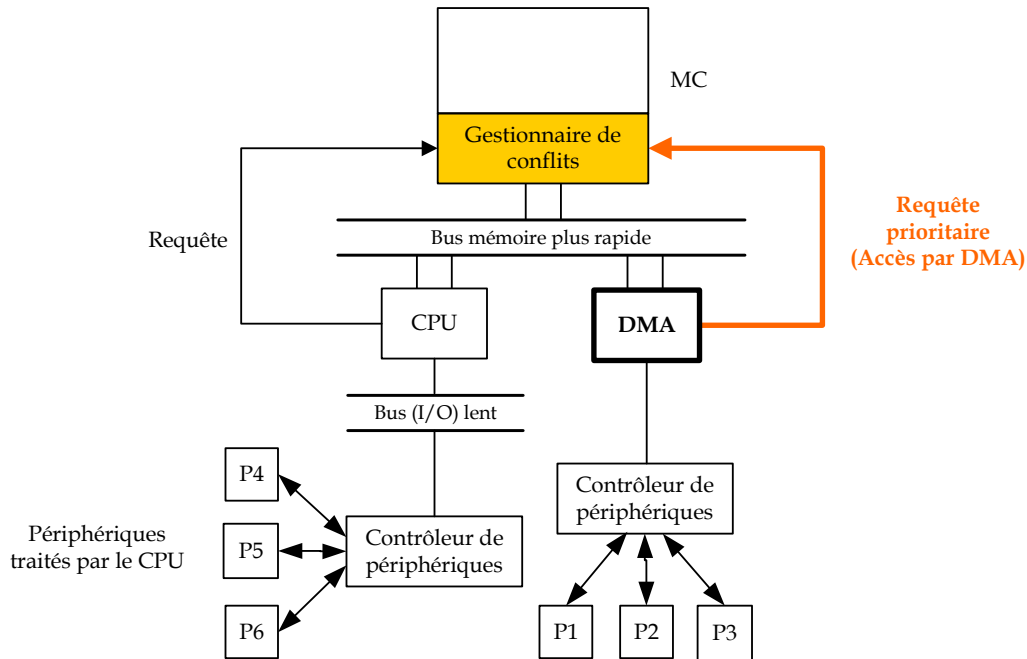 MC
Gestionnaire de
conflits
Requête
Bus mémoire plus rapide
Requête
prioritaire
(Accès par DMA)
CPU
DMA
Bus (I/O) lent
P4
Périphériques
traités par le CPU
P5
P6
Contrôleur de
périphériques
Contrôleur de
périphériques
P1
P2
P3